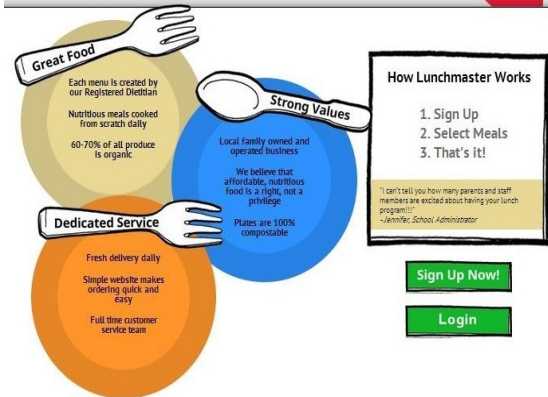 Great Food
Each menu is created by
our Registered Dietitian
Nutritious meals cooked
from scratch daily
60-70% of all produce
is organic
Strong Values
Local family owned and
operated business
We believe that
affordable, nutritious
food is a right, not a
privilege
Plates are 100%
compostable
Dedicated Service
Fresh delivery daily
Simple website makes
ordering quick and
easy
Full time customer
service team
How Lunchmaster Works
1. Sign Up
2. Select Meals
3. That's it!
"I can't tell you how many parents and staff
members are excited about having your lunch
program!!!"
-Jennifer, School Administrator
Sign Up Now!
Login